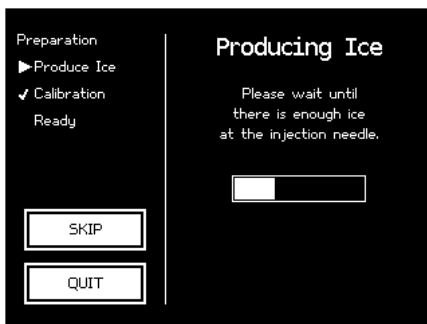 Preparation
▶Produce Ice
✓ Calibration
Ready
SKIP
QUIT
Producing Ice
Please wait until
there is enough ice
at the injection needle.